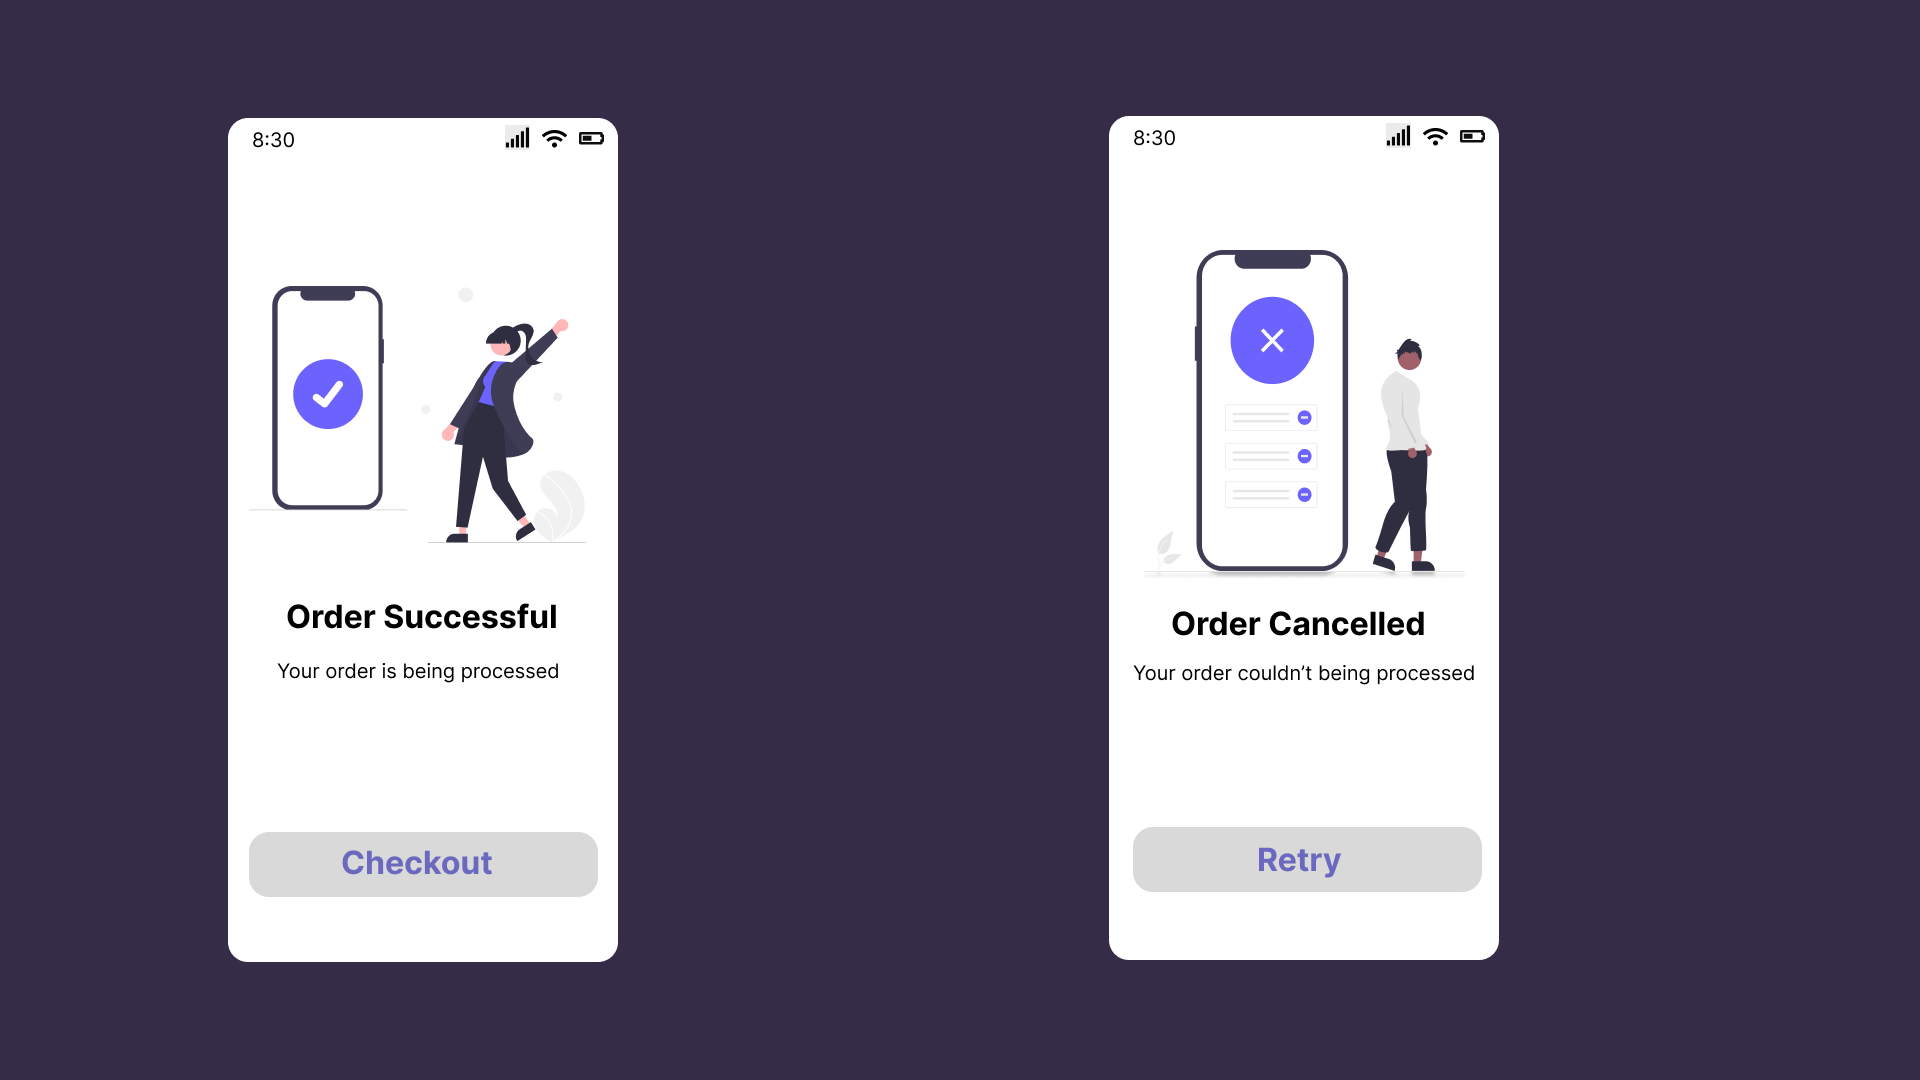 8:30
Order Successful
Your order is being processed
Checkout
8:30
Order Cancelled
Your order couldn’t being processed
Retry